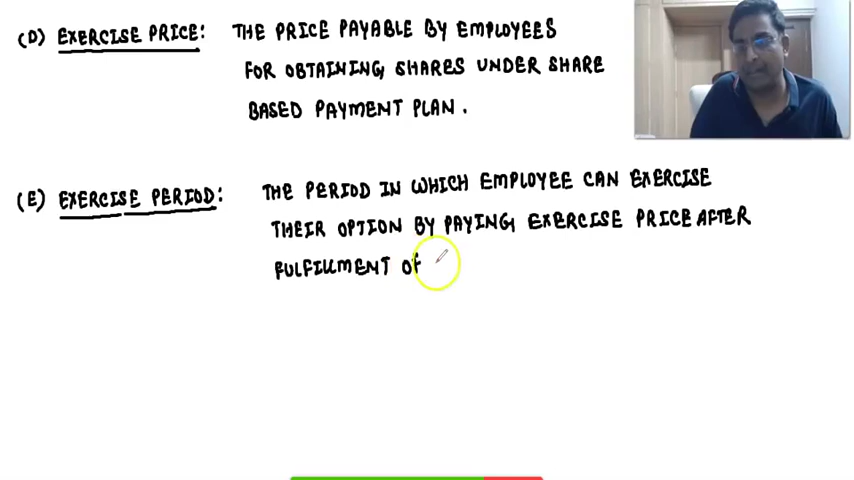 (D) EXERCISE PRICE: THE PRICE PAYABLE BY EMPLOYEES
FOR OBTAINING SHARES UNDER SHARE
BASED PAYMENT PLAN.
(E) EXERCISE PERIOD: THE PERIOD IN WHICH EMPLOYEE CAN EXERCISE
THEIR OPTION BY PAYING EXERCISE PRICE AFTER
FULFILLMENT OF